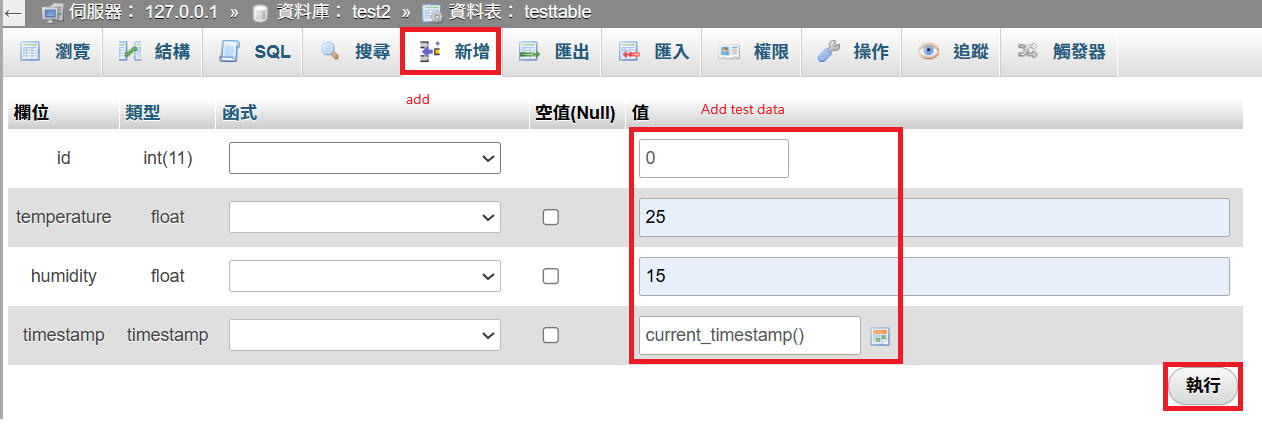 伺服器： 127.0.0.1 » 資料庫： test2 » 資料表： testtable
瀏覽 結構 SQL 搜尋 新增 匯出 匯入 權限 操作 追蹤 觸發器
add
Add test data
欄位 類型 函式 空值(Null) 值
id int(11) 0
temperature float 25
humidity float 15
timestamp timestamp current_timestamp()
執行